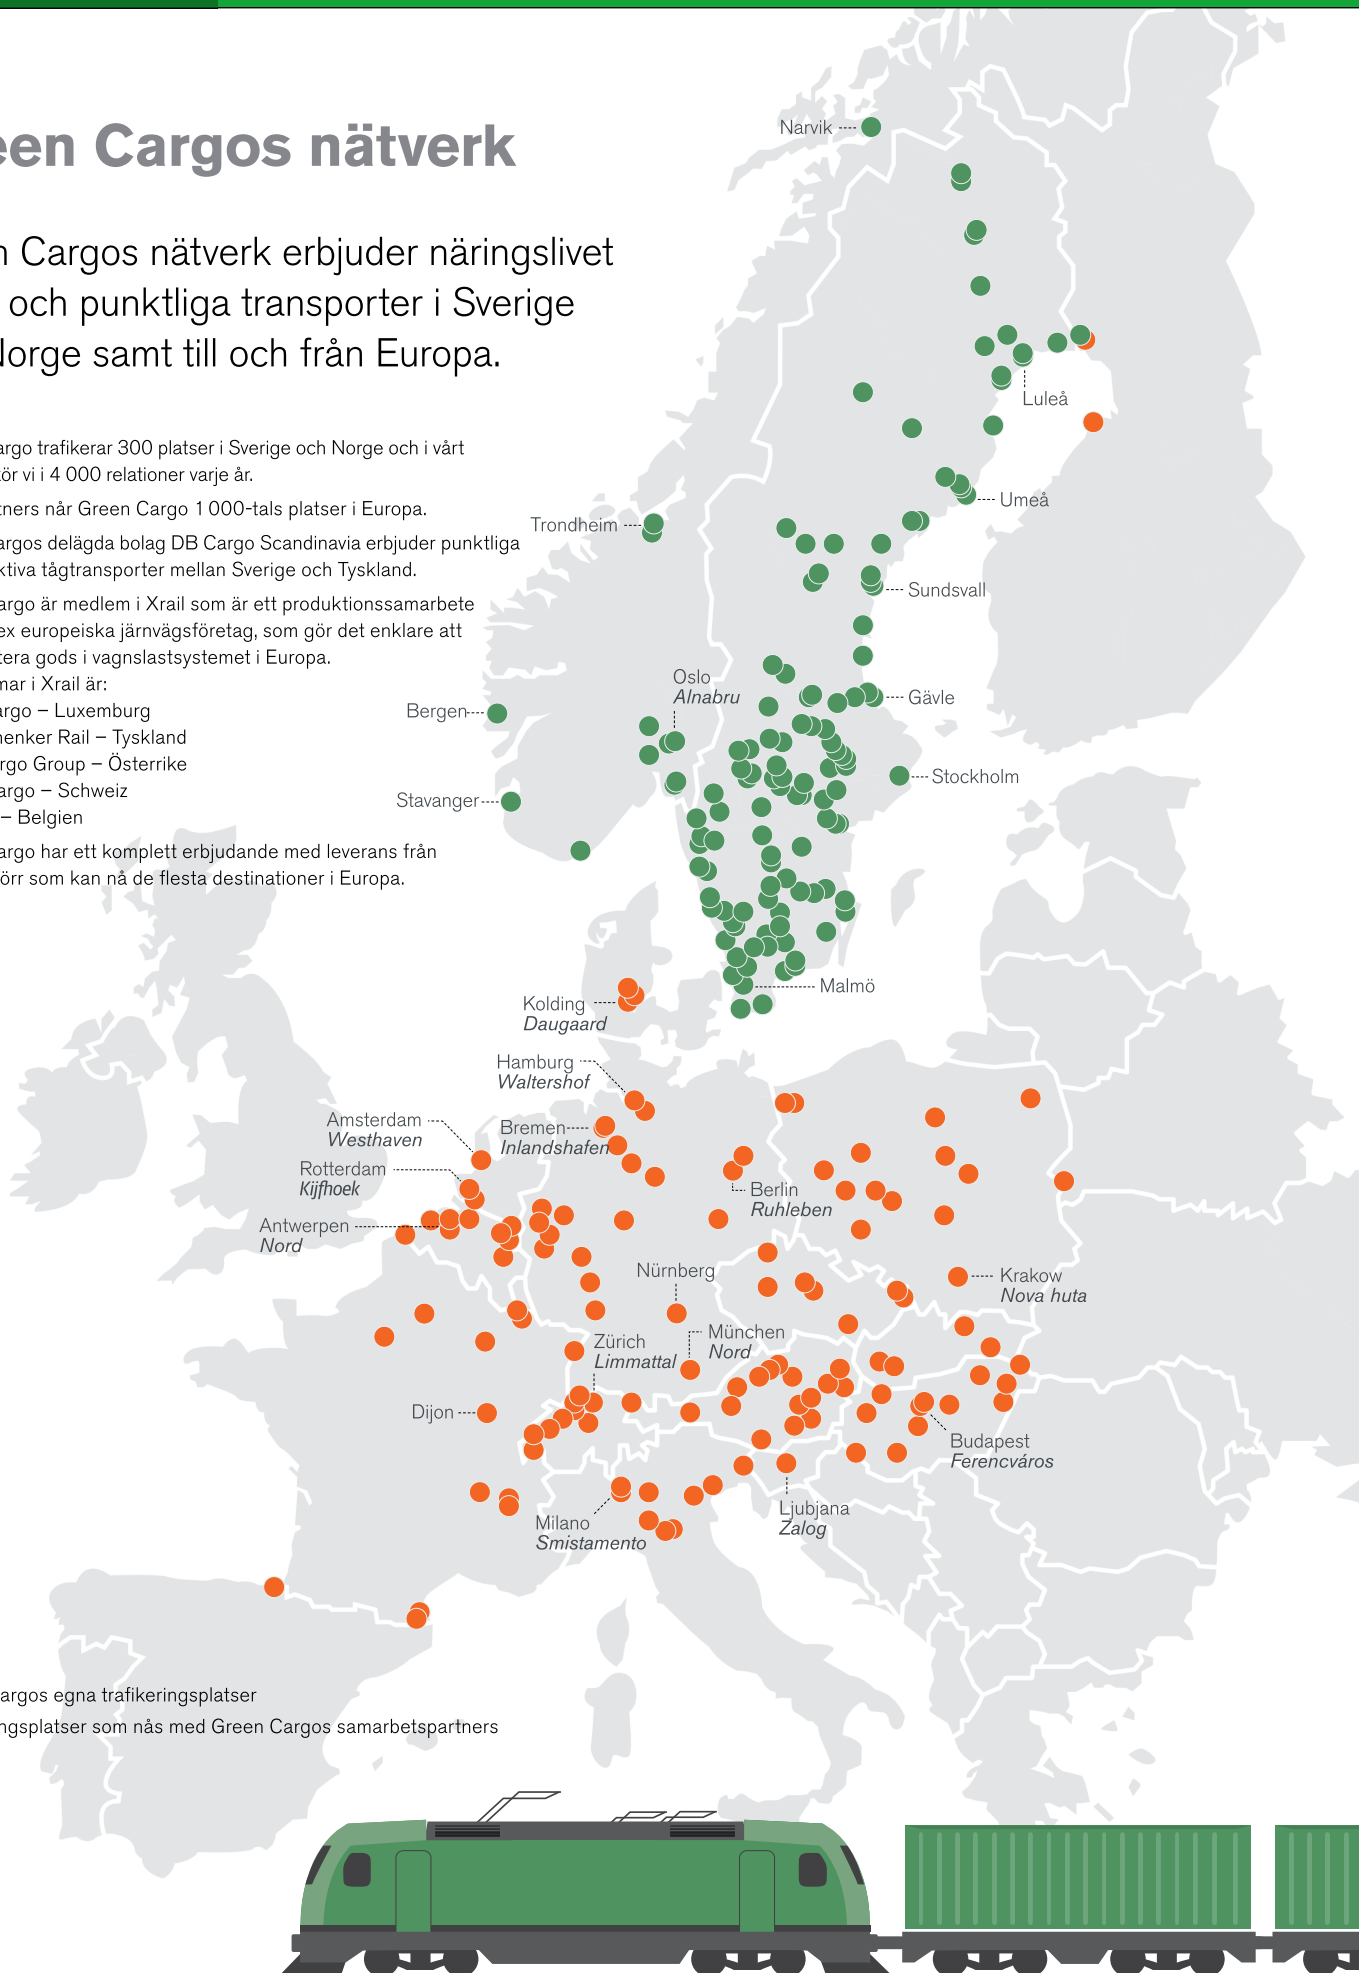 een Cargos nätverk
n Cargos nätverk erbjuder näringslivet
och punktliga transporter i Sverige
Norge samt till och från Europa.
argo trafikerar 300 platser i Sverige och Norge och i vårt
kör vi i 4 000 relationer varje år.
tners når Green Cargo 1 000-tals platser i Europa.
argos delägda bolag DB Cargo Scandinavia erbjuder punktliga
ktiva tågtransporter mellan Sverige och Tyskland.
argo är medlem i Xrail som är ett produktionssamarbete
ex europeiska järnvägsföretag, som gör det enklare att
tera gods i vagnslastsystemet i Europa.
mar i Xrail är:
argo – Luxemburg
henker Rail – Tyskland
argo Group – Österrike
argo – Schweiz
– Belgien
argo har ett komplett erbjudande med leverans från
örr som kan nå de flesta destinationer i Europa.
Narvik
Luleå
Umeå
Trondheim
Sundsvall
Oslo
Alnabru
Gävle
Bergen
Stockholm
Stavanger
Malmö
Kolding
Daugaard
Hamburg
Waltershof
Amsterdam
Westhaven
Bremen
Inlandshafen
Rotterdam
Kijfhoek
Berlin
Ruhleben
Antwerpen
Nord
Nürnberg
Krakow
Nova huta
München
Nord
Zürich
Limmattal
Dijon
Budapest
Ferencváros
Ljubjana
Zalog
Milano
Smistamento
argos egna trafikeringsplatser
ngsplatser som nås med Green Cargos samarbetspartners